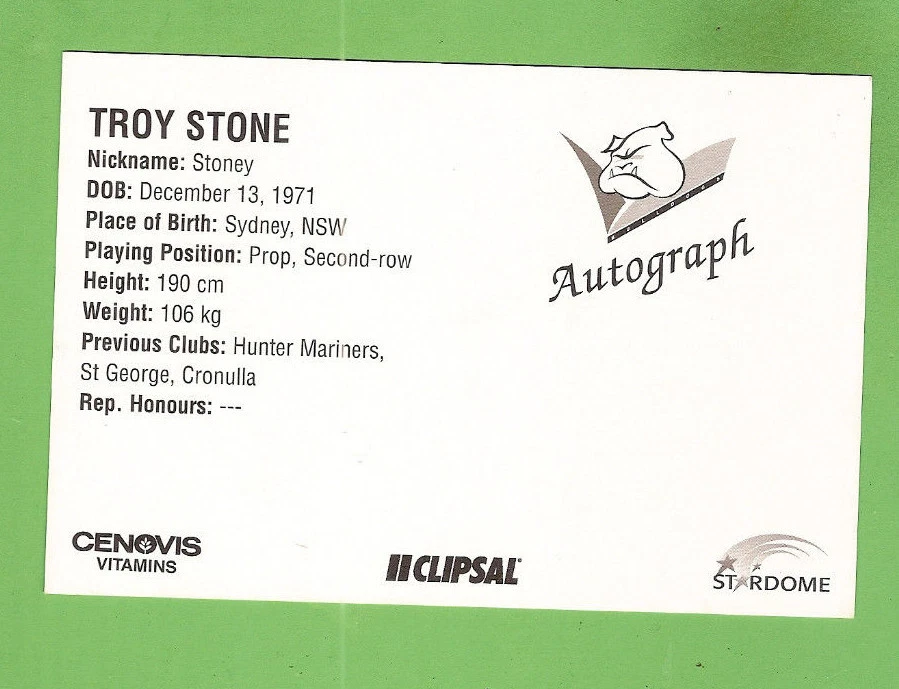 TROY STONE
Nickname: Stoney
DOB: December 13, 1971
Place of Birth: Sydney, NSW
Playing Position: Prop, Second-row
Height: 190 cm
Weight: 106 kg
Previous Clubs: Hunter Mariners,
St George, Cronulla
Rep. Honours: ---
BULLDOGS
Autograph
CENOVIS
VITAMINS
CLIPSAL
STARDOME